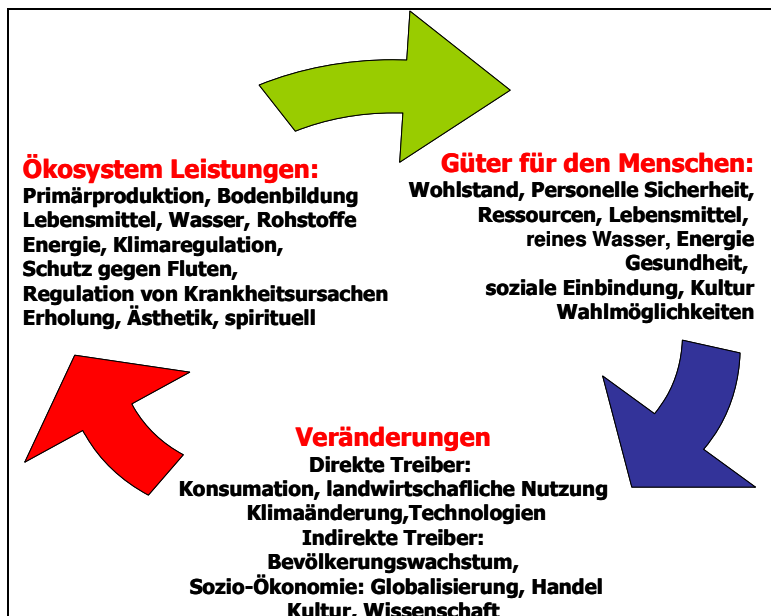 Ökosystem Leistungen:
Primärproduktion, Bodenbildung
Lebensmittel, Wasser, Rohstoffe
Energie, Klimaregulation,
Schutz gegen Fluten,
Regulation von Krankheitsursachen
Erholung, Ästhetik, spirituell
Güter für den Menschen:
Wohlstand, Personelle Sicherheit,
Ressourcen, Lebensmittel,
reines Wasser, Energie
Gesundheit,
soziale Einbindung, Kultur
Wahlmöglichkeiten
Veränderungen
Direkte Treiber:
Konsumation, landwirtschafliche Nutzung
Klimaänderung,Technologien
Indirekte Treiber:
Bevölkerungswachstum,
Sozio-Ökonomie: Globalisierung, Handel
Kultur, Wissenschaft